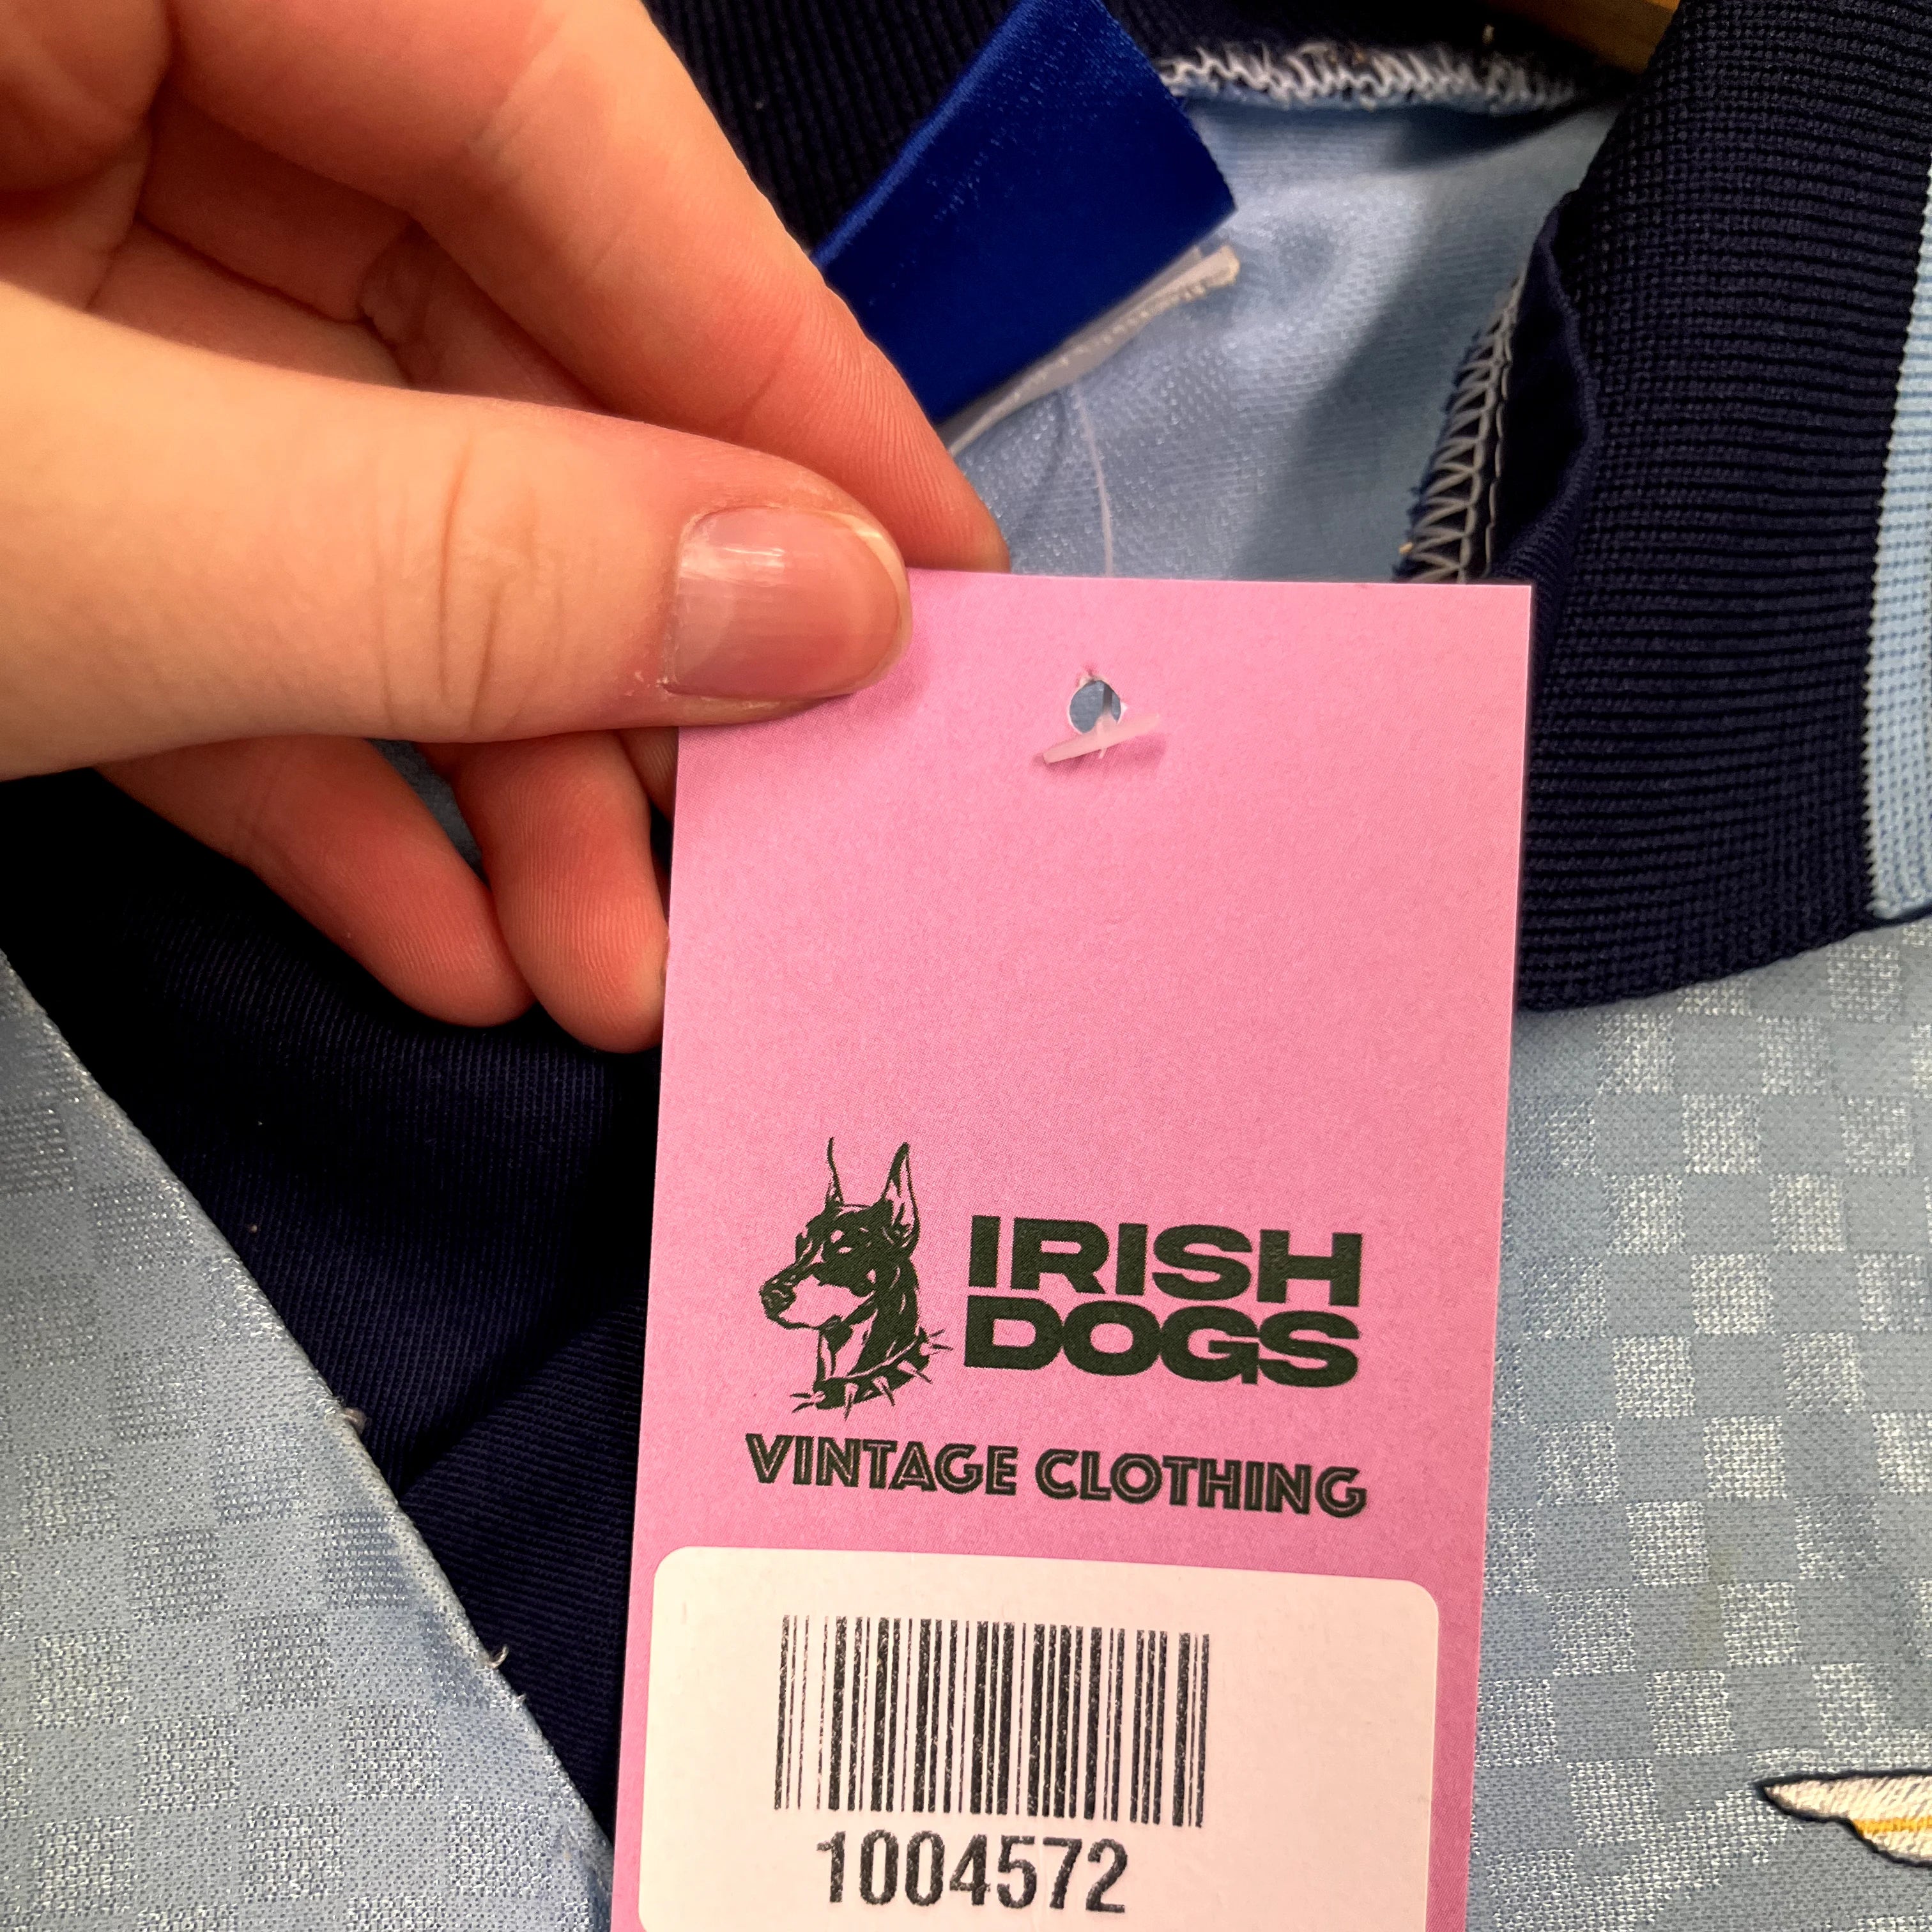 IRISH
DOGS
VINTAGE CLOTHING
1004572